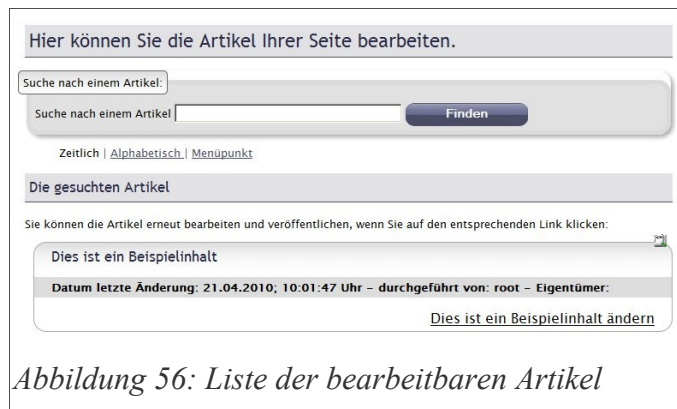 Hier können Sie die Artikel Ihrer Seite bearbeiten.
Suche nach einem Artikel:
Suche nach einem Artikel Finden
Zeitlich | Alphabetisch | Menüpunkt
Die gesuchten Artikel
Sie können die Artikel erneut bearbeiten und veröffentlichen, wenn Sie auf den entsprechenden Link klicken:
Dies ist ein Beispielinhalt
Datum letzte Änderung: 21.04.2010; 10:01:47 Uhr – durchgeführt von: root – Eigentümer:
Dies ist ein Beispielinhalt ändern
Abbildung 56: Liste der bearbeitbaren Artikel